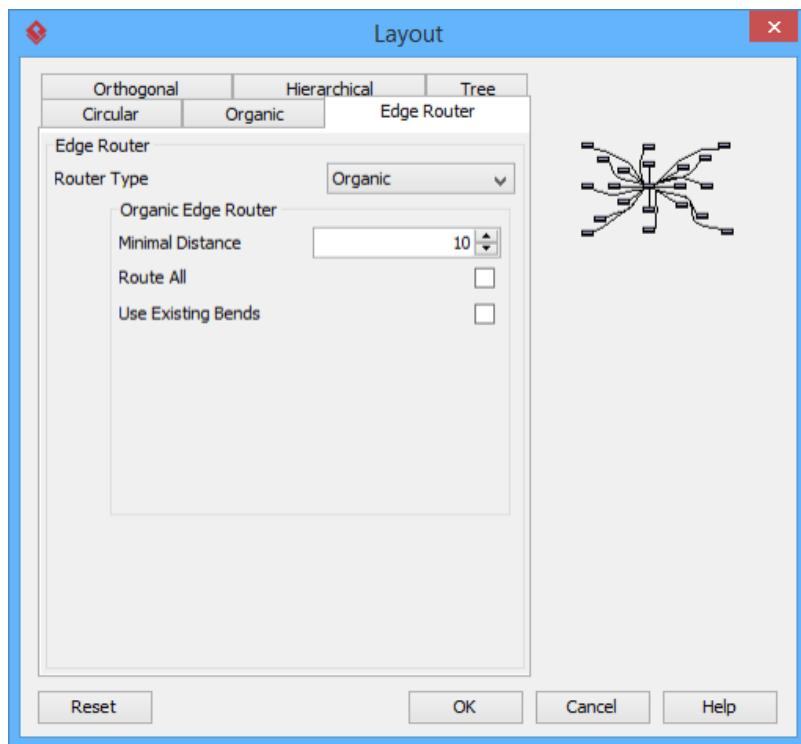 Layout
Orthogonal Hierarchical Tree
Circular Organic Edge Router
Edge Router
Router Type Organic
Organic Edge Router
Minimal Distance 10
Route All
Use Existing Bends
Reset OK Cancel Help